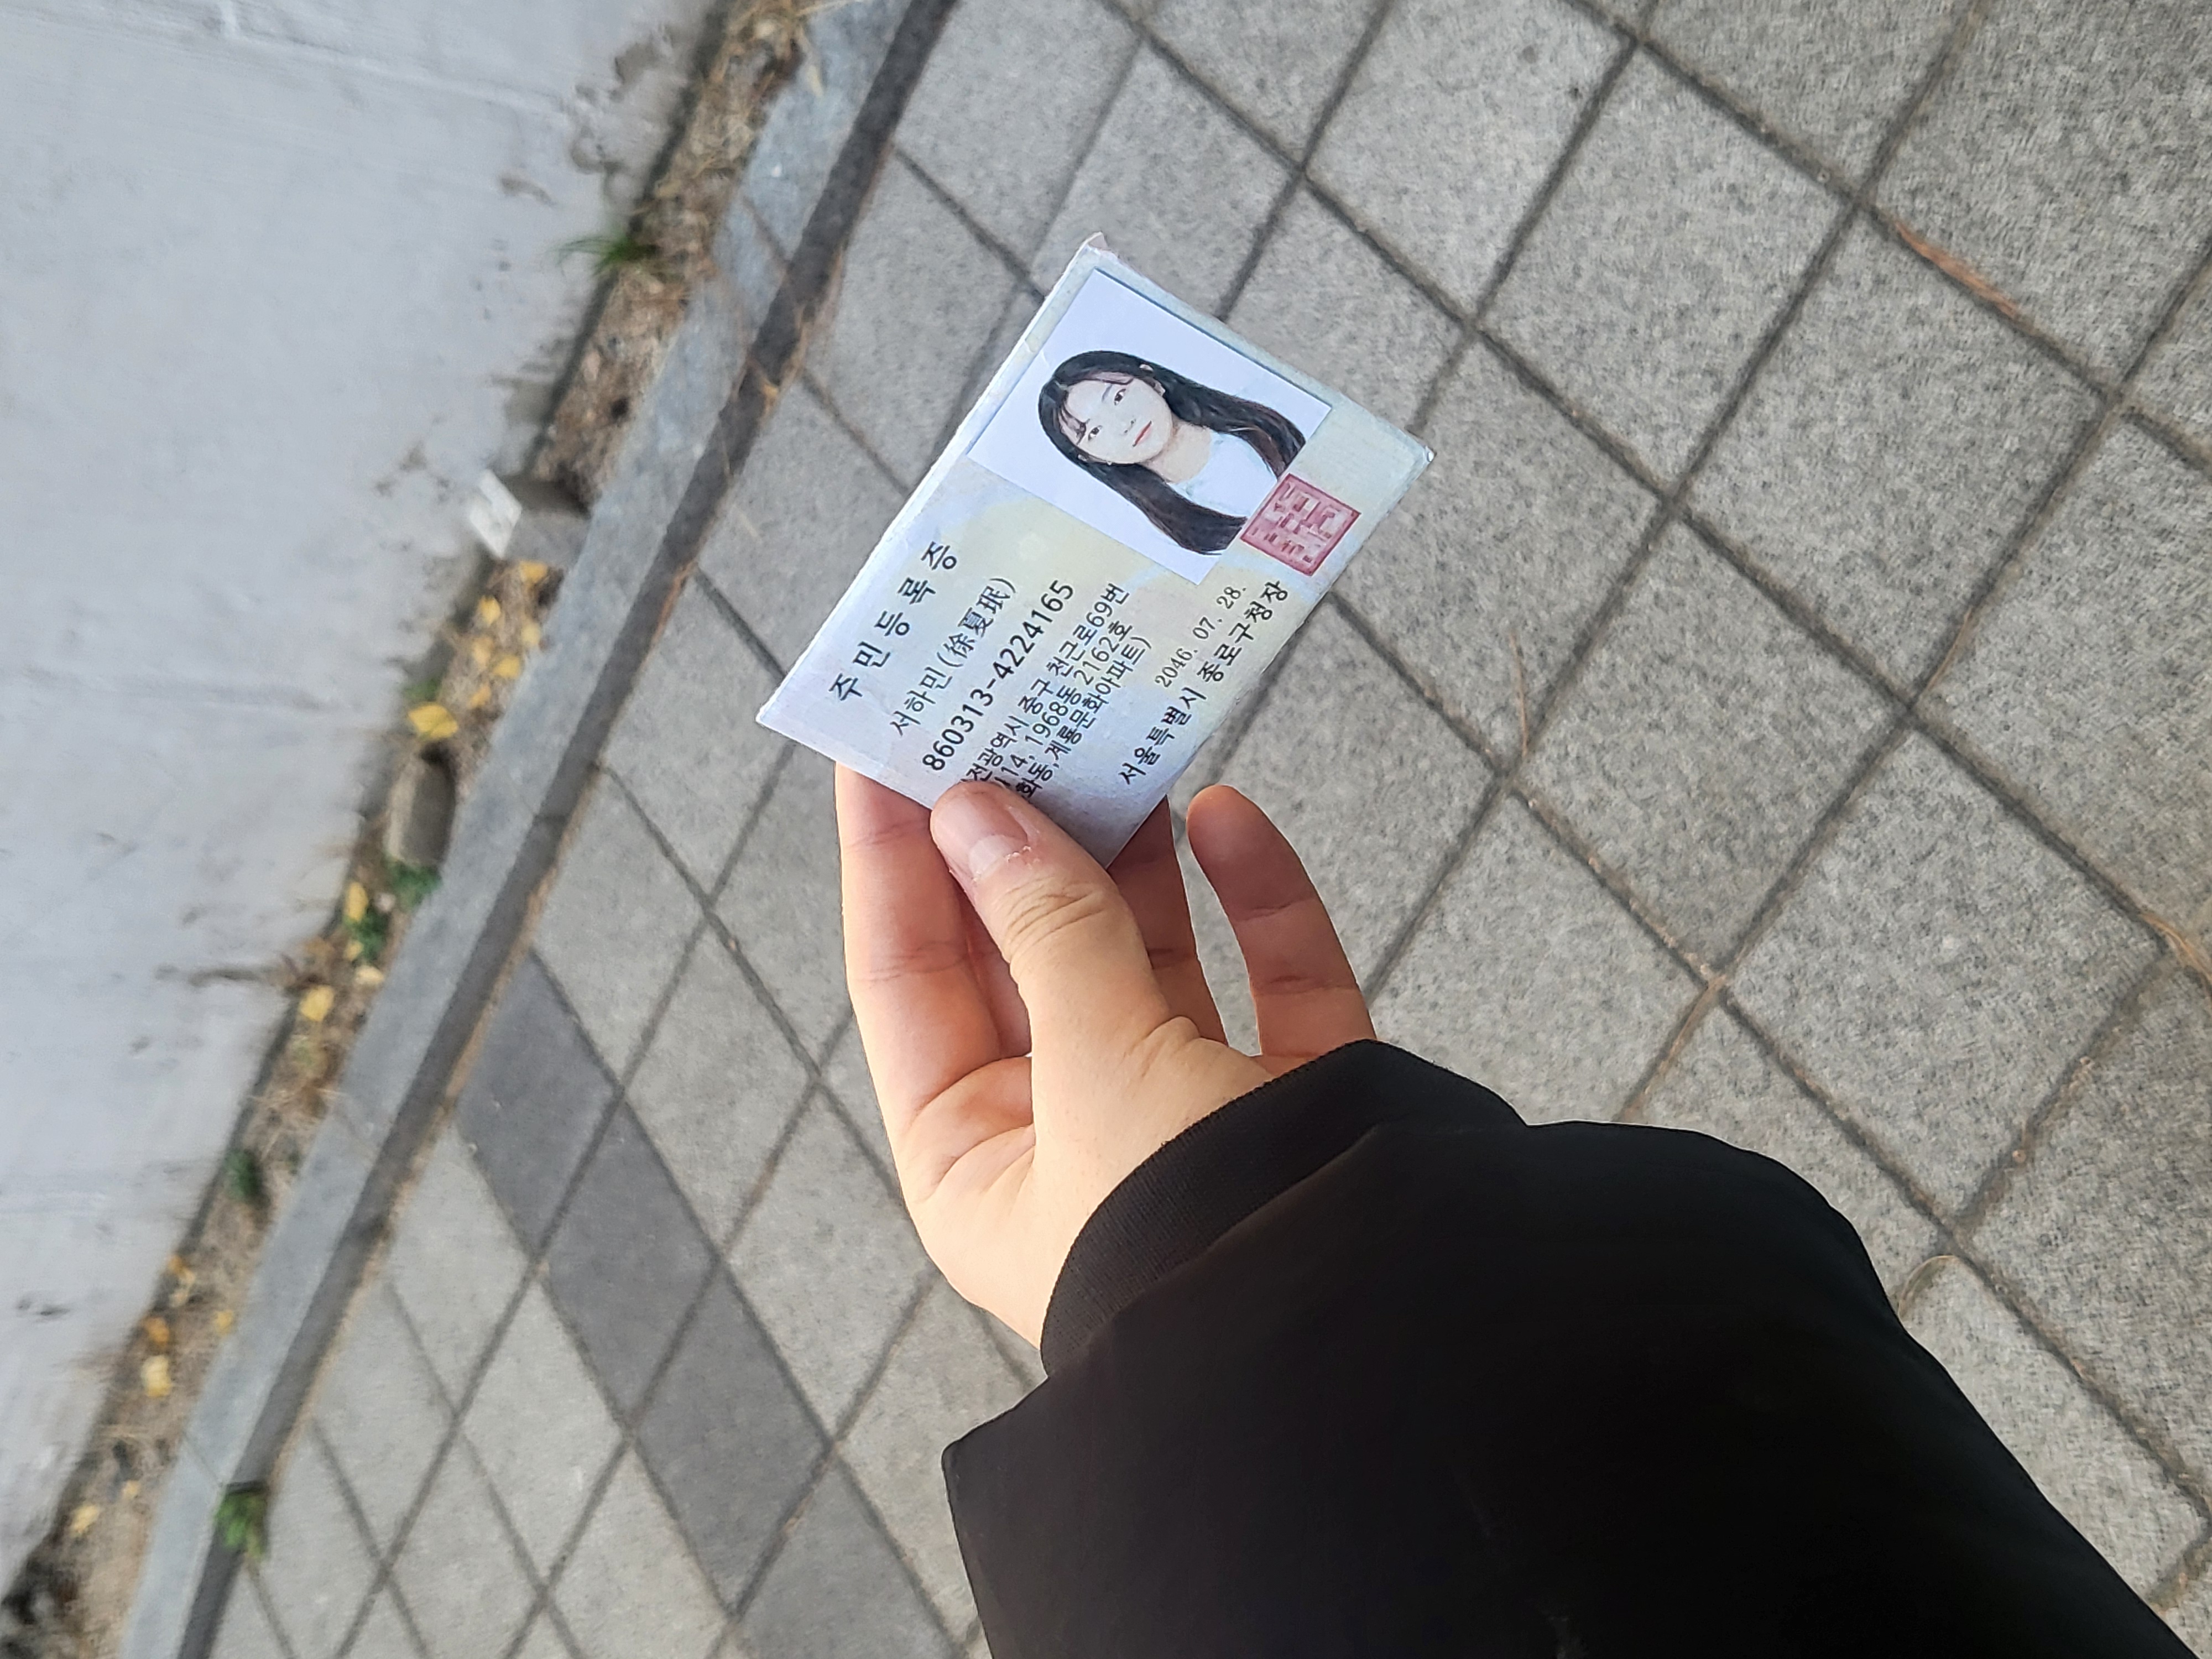 주민등록증
서하민(徐夏珉)
860313-4224165
전광역시 중구 천근로69번
14, 1968동 2162호
화동,계룡문화아파트)
2046. 07. 28.
서울특별시 종로구청장